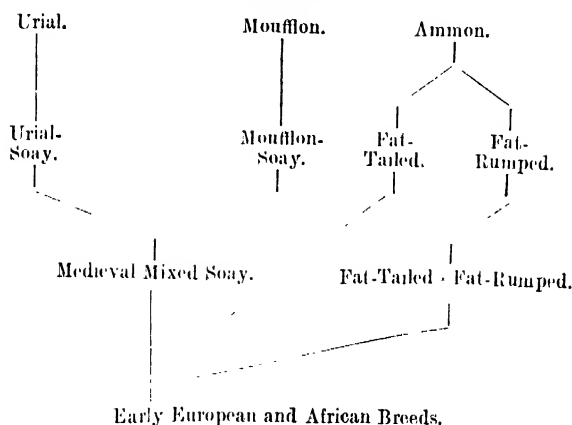 Urial. Moufflon. Ammon.
Urial- Moufflon- Fat- Fat-
Soay. Soay. Tailed. Rumped.
Medieval Mixed Soay. Fat-Tailed · Fat-Rumped.
Early European and African Breeds.